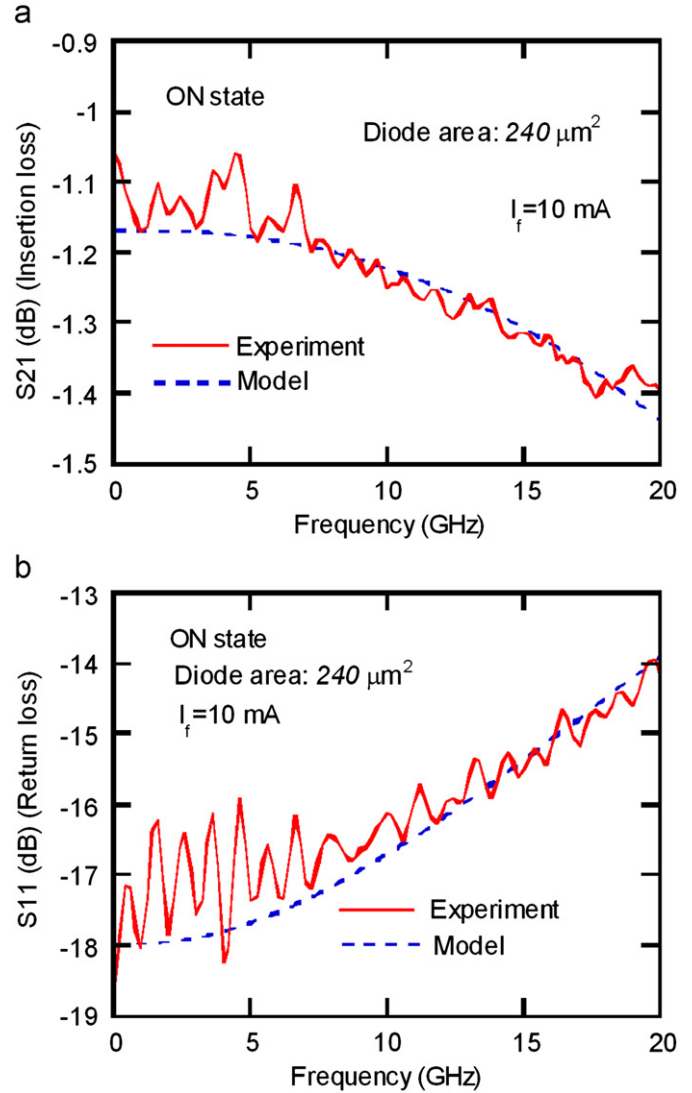 a
-0.9
-1
-1.1
-1.2
-1.3
-1.4
-1.5
S21 (dB) (Insertion loss)
ON state
Diode area: 240 μm²
I_f=10 mA
Experiment
Model
0
5
10
15
20
Frequency (GHz)
b
-13
-14
-15
-16
-17
-18
-19
S11 (dB) (Return loss)
ON state
Diode area: 240 μm²
I_f=10 mA
Experiment
Model
0
5
10
15
20
Frequency (GHz)